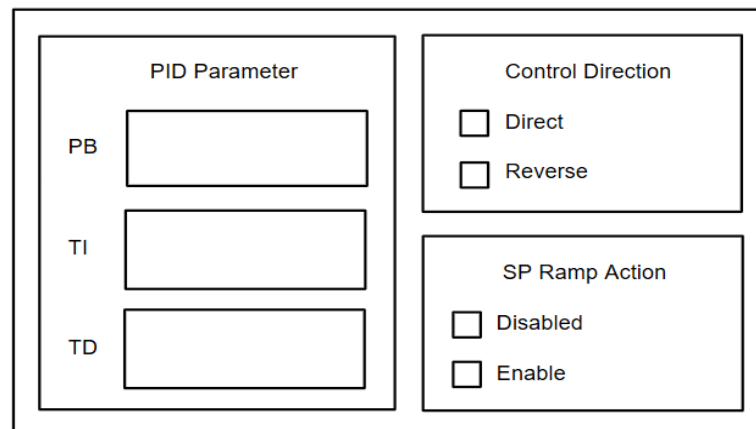 PID Parameter
PB
TI
TD
Control Direction
Direct
Reverse
SP Ramp Action
Disabled
Enable